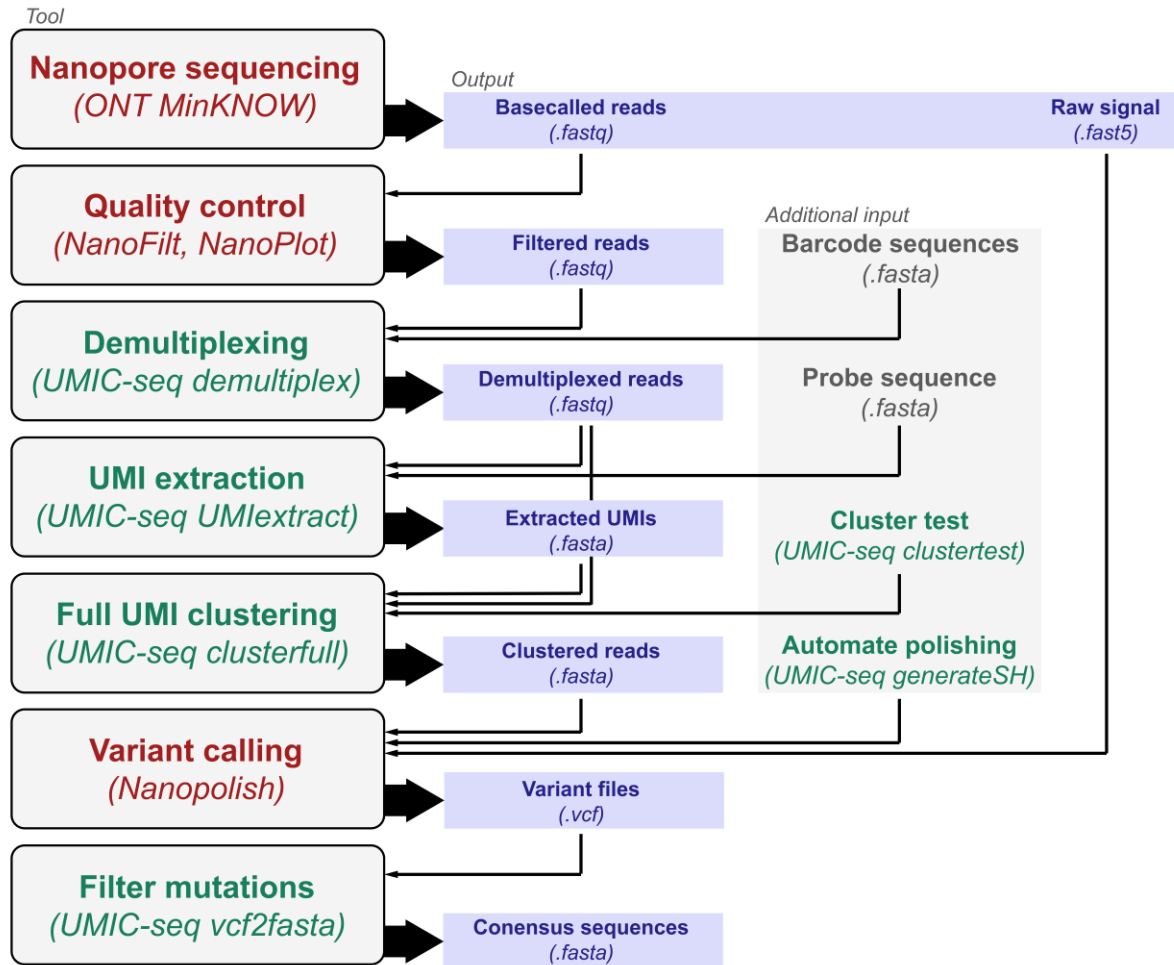 Tool
Nanopore sequencing
(ONT MinKNOW)
Output
Basecalled reads
(.fastq)
Raw signal
(.fast5)
Quality control
(NanoFilt, NanoPlot)
Filtered reads
(.fastq)
Additional input
Barcode sequences
(.fasta)
Demultiplexing
(UMIC-seq demultiplex)
Demultiplexed reads
(.fastq)
Probe sequence
(.fasta)
UMI extraction
(UMIC-seq UMIextract)
Extracted UMIs
(.fasta)
Cluster test
(UMIC-seq clustertest)
Full UMI clustering
(UMIC-seq clusterfull)
Clustered reads
(.fasta)
Automate polishing
(UMIC-seq generateSH)
Variant calling
(Nanopolish)
Variant files
(.vcf)
Filter mutations
(UMIC-seq vcf2fasta)
Conensus sequences
(.fasta)